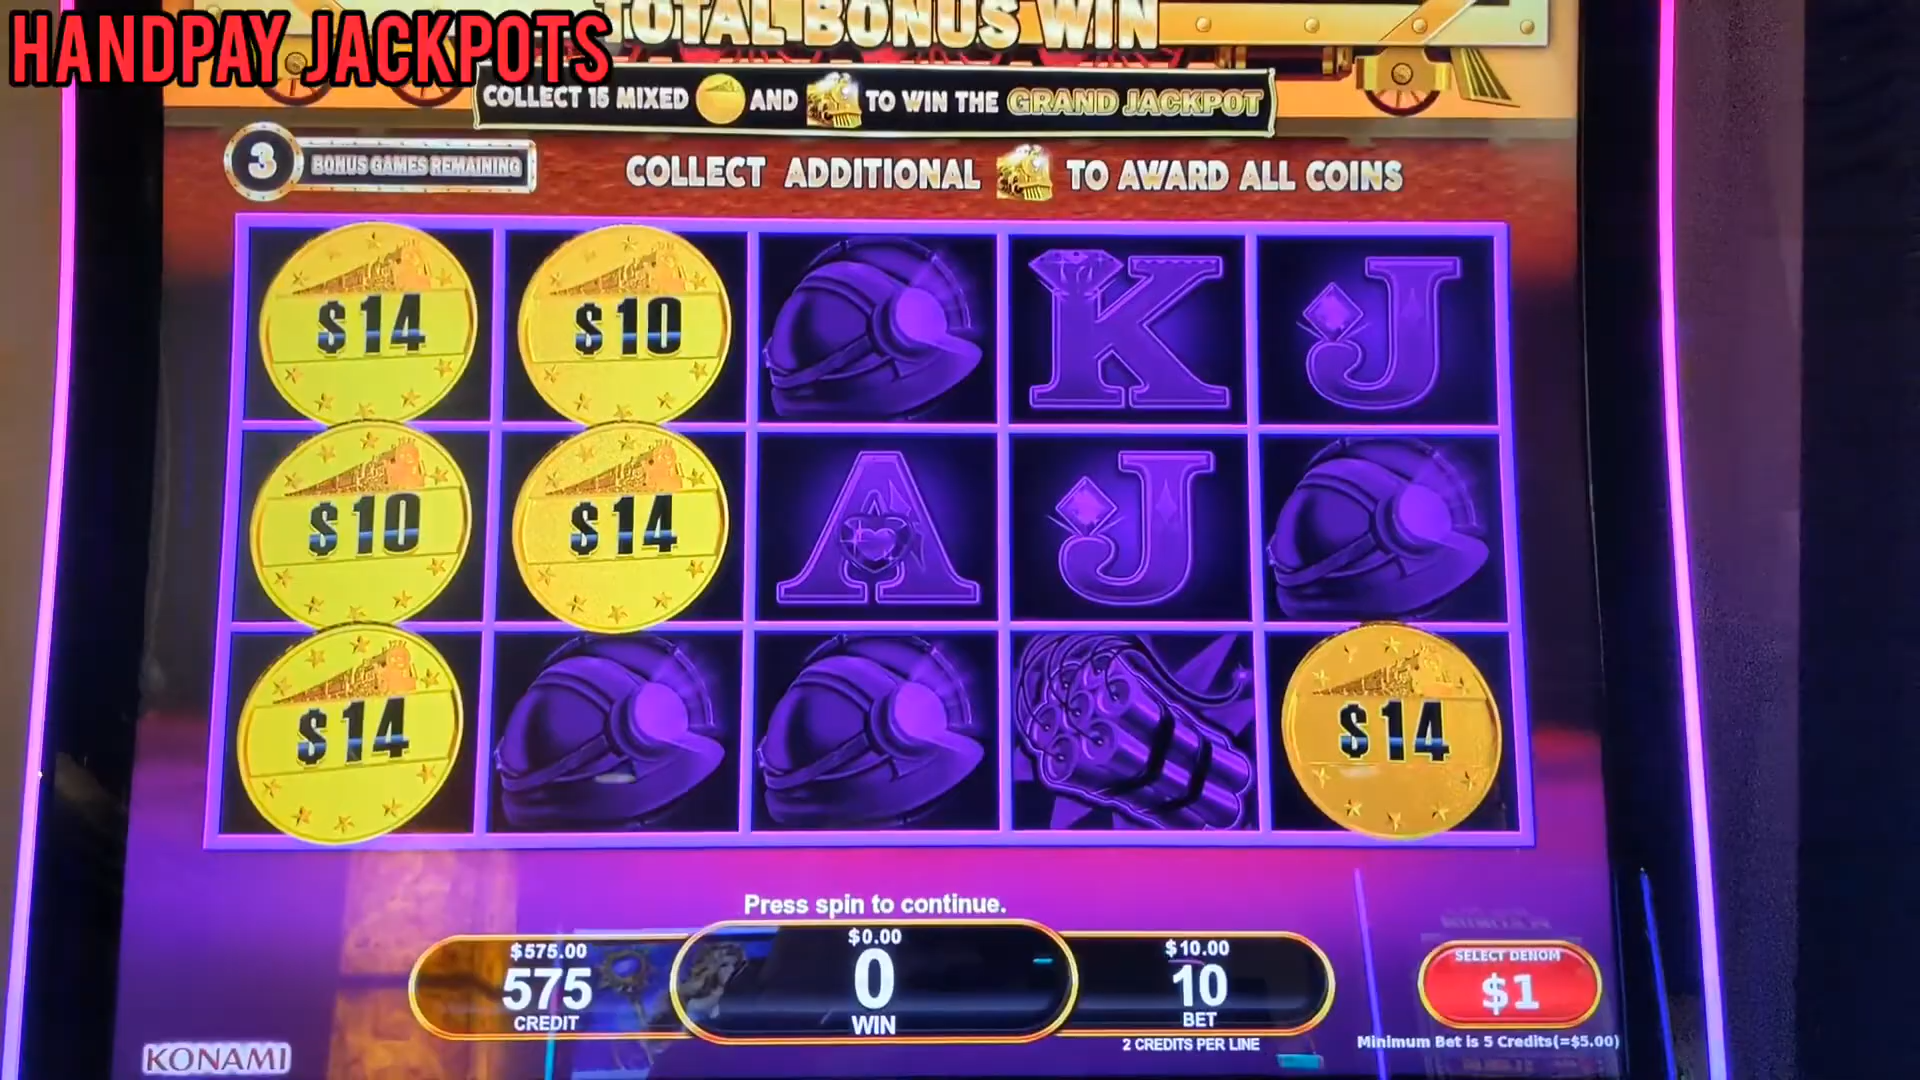 HANDPAY JACKPOTS
TOTAL BONUS WIN
COLLECT 15 MIXED AND TO WIN THE GRAND JACKPOT
3 BONUS GAMES REMAINING
COLLECT ADDITIONAL TO AWARD ALL COINS
$14 $10 K J
$10 $14 A J
$14 $14
Press spin to continue.
$575.00 $0.00 $10.00 SELECT DENOM
575 0 10 $1
CREDIT WIN BET
2 CREDITS PER LINE Minimum Bet is 5 Credits(=$5.00)
KONAMI